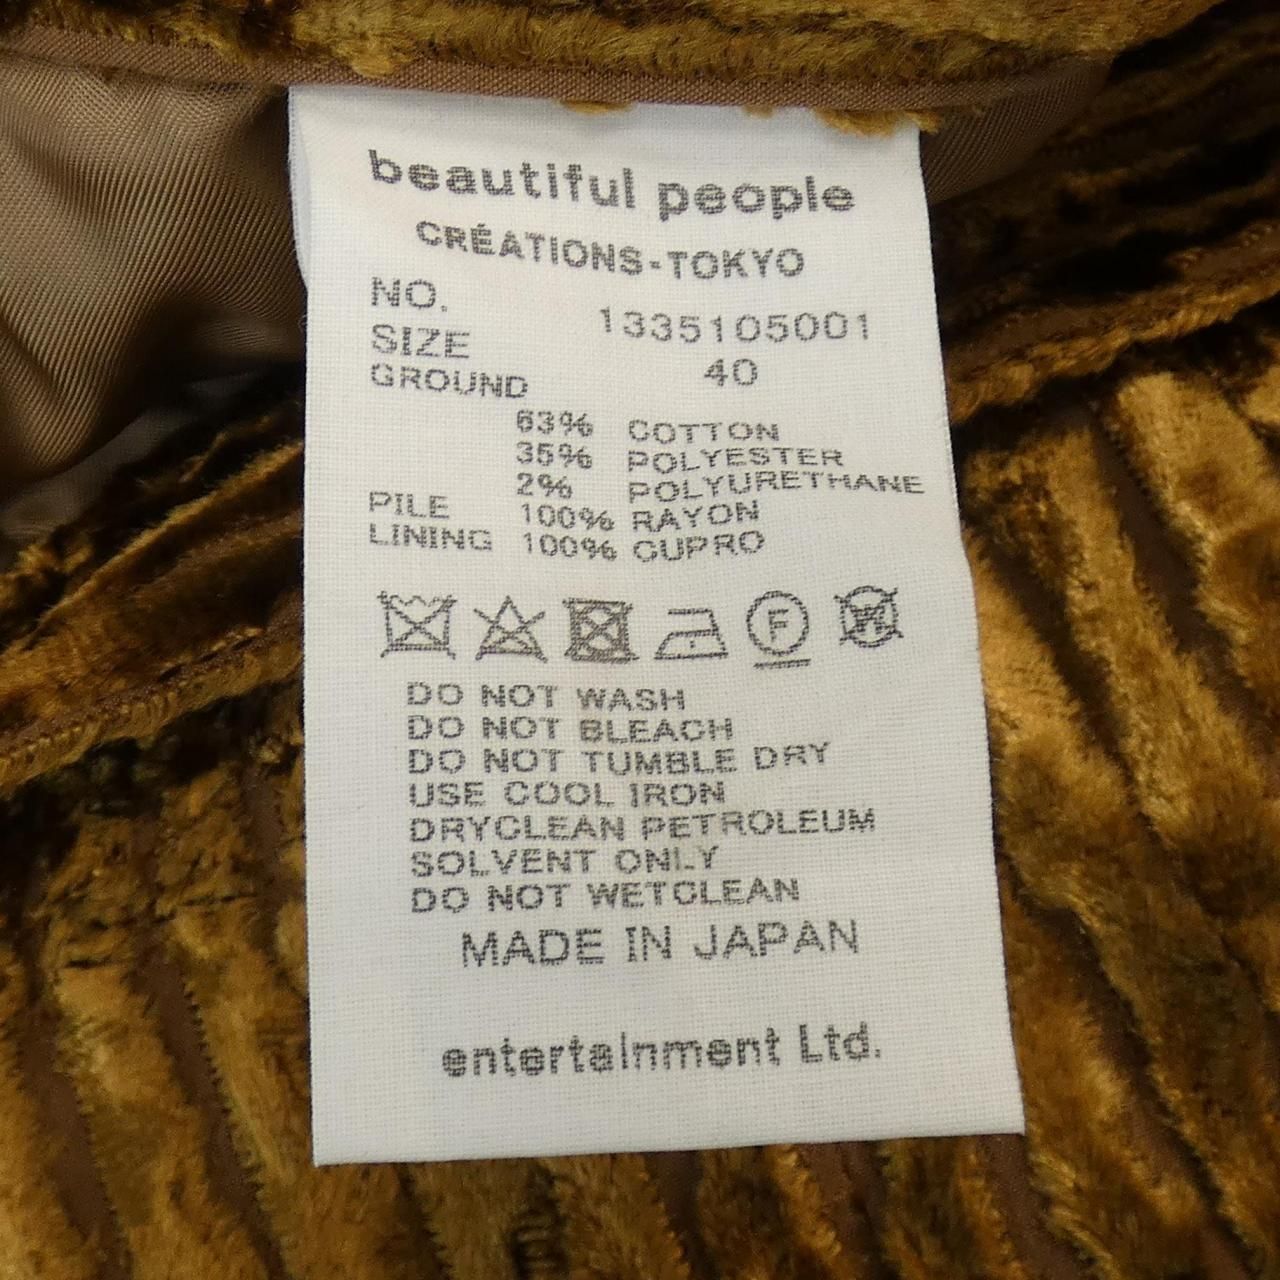 beautiful people
CRÉATIONS-TOKYO
NO. 1335105001
SIZE 40
GROUND
63% COTTON
35% POLYESTER
2% POLYURETHANE
PILE 100% RAYON
LINING 100% CUPRO
F W
DO NOT WASH
DO NOT BLEACH
DO NOT TUMBLE DRY
USE COOL IRON
DRYCLEAN PETROLEUM
SOLVENT ONLY
DO NOT WETCLEAN
MADE IN JAPAN
entertainment Ltd.